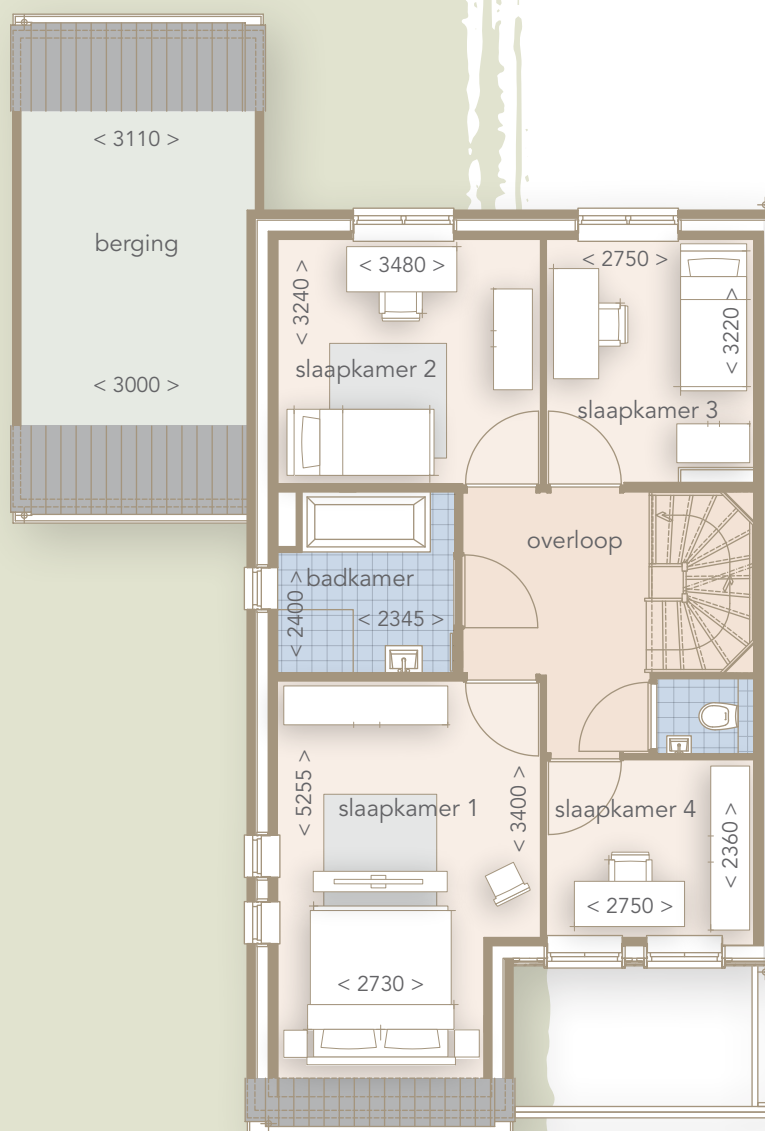 < 3110 >
berging
< 3000 >
< 3480 >
< 3240 >
slaapkamer 2
< 2750 >
< 3220 >
slaapkamer 3
overloop
badkamer
< 2400 >
< 2345 >
< 5255 >
slaapkamer 1
< 3400 >
slaapkamer 4
< 2360 >
< 2750 >
< 2730 >